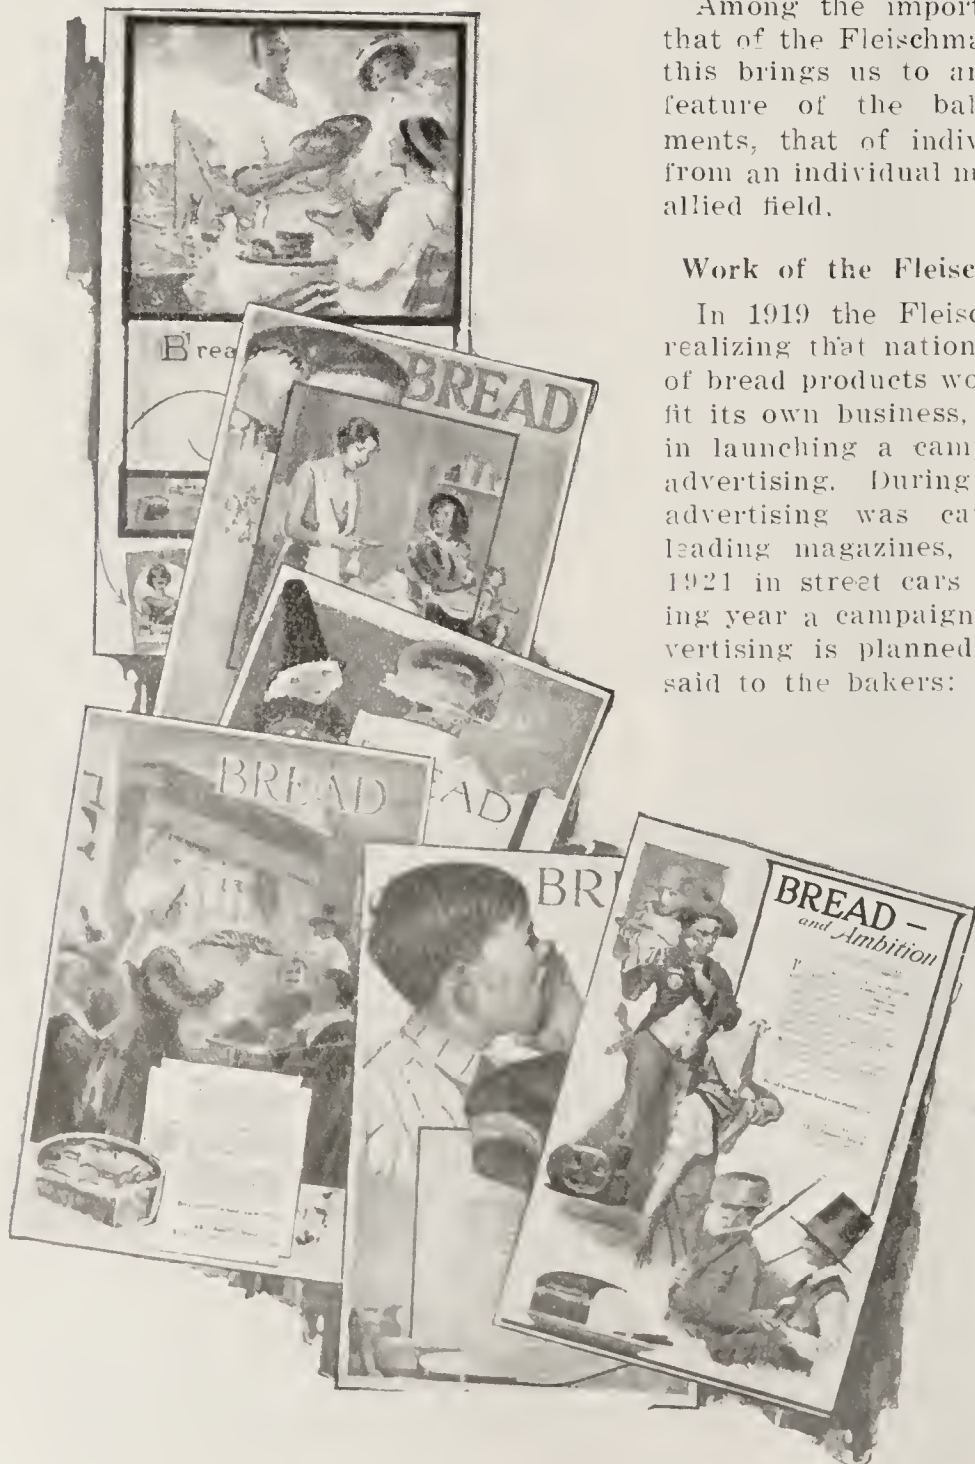 Among the import
that of the Fleischma
this brings us to an
feature of the bak
ments, that of indiv
from an individual m
allied field.
Work of the Fleisc
In 1919 the Fleisc
realizing that nation
of bread products wo
fit its own business,
in launching a cam
advertising. During
advertising was ca
leading magazines,
1921 in street cars
ing year a campaign
vertising is planned
said to the bakers:
Brea
BREAD
EAD
BREAD
BR
BREAD —
and Ambition